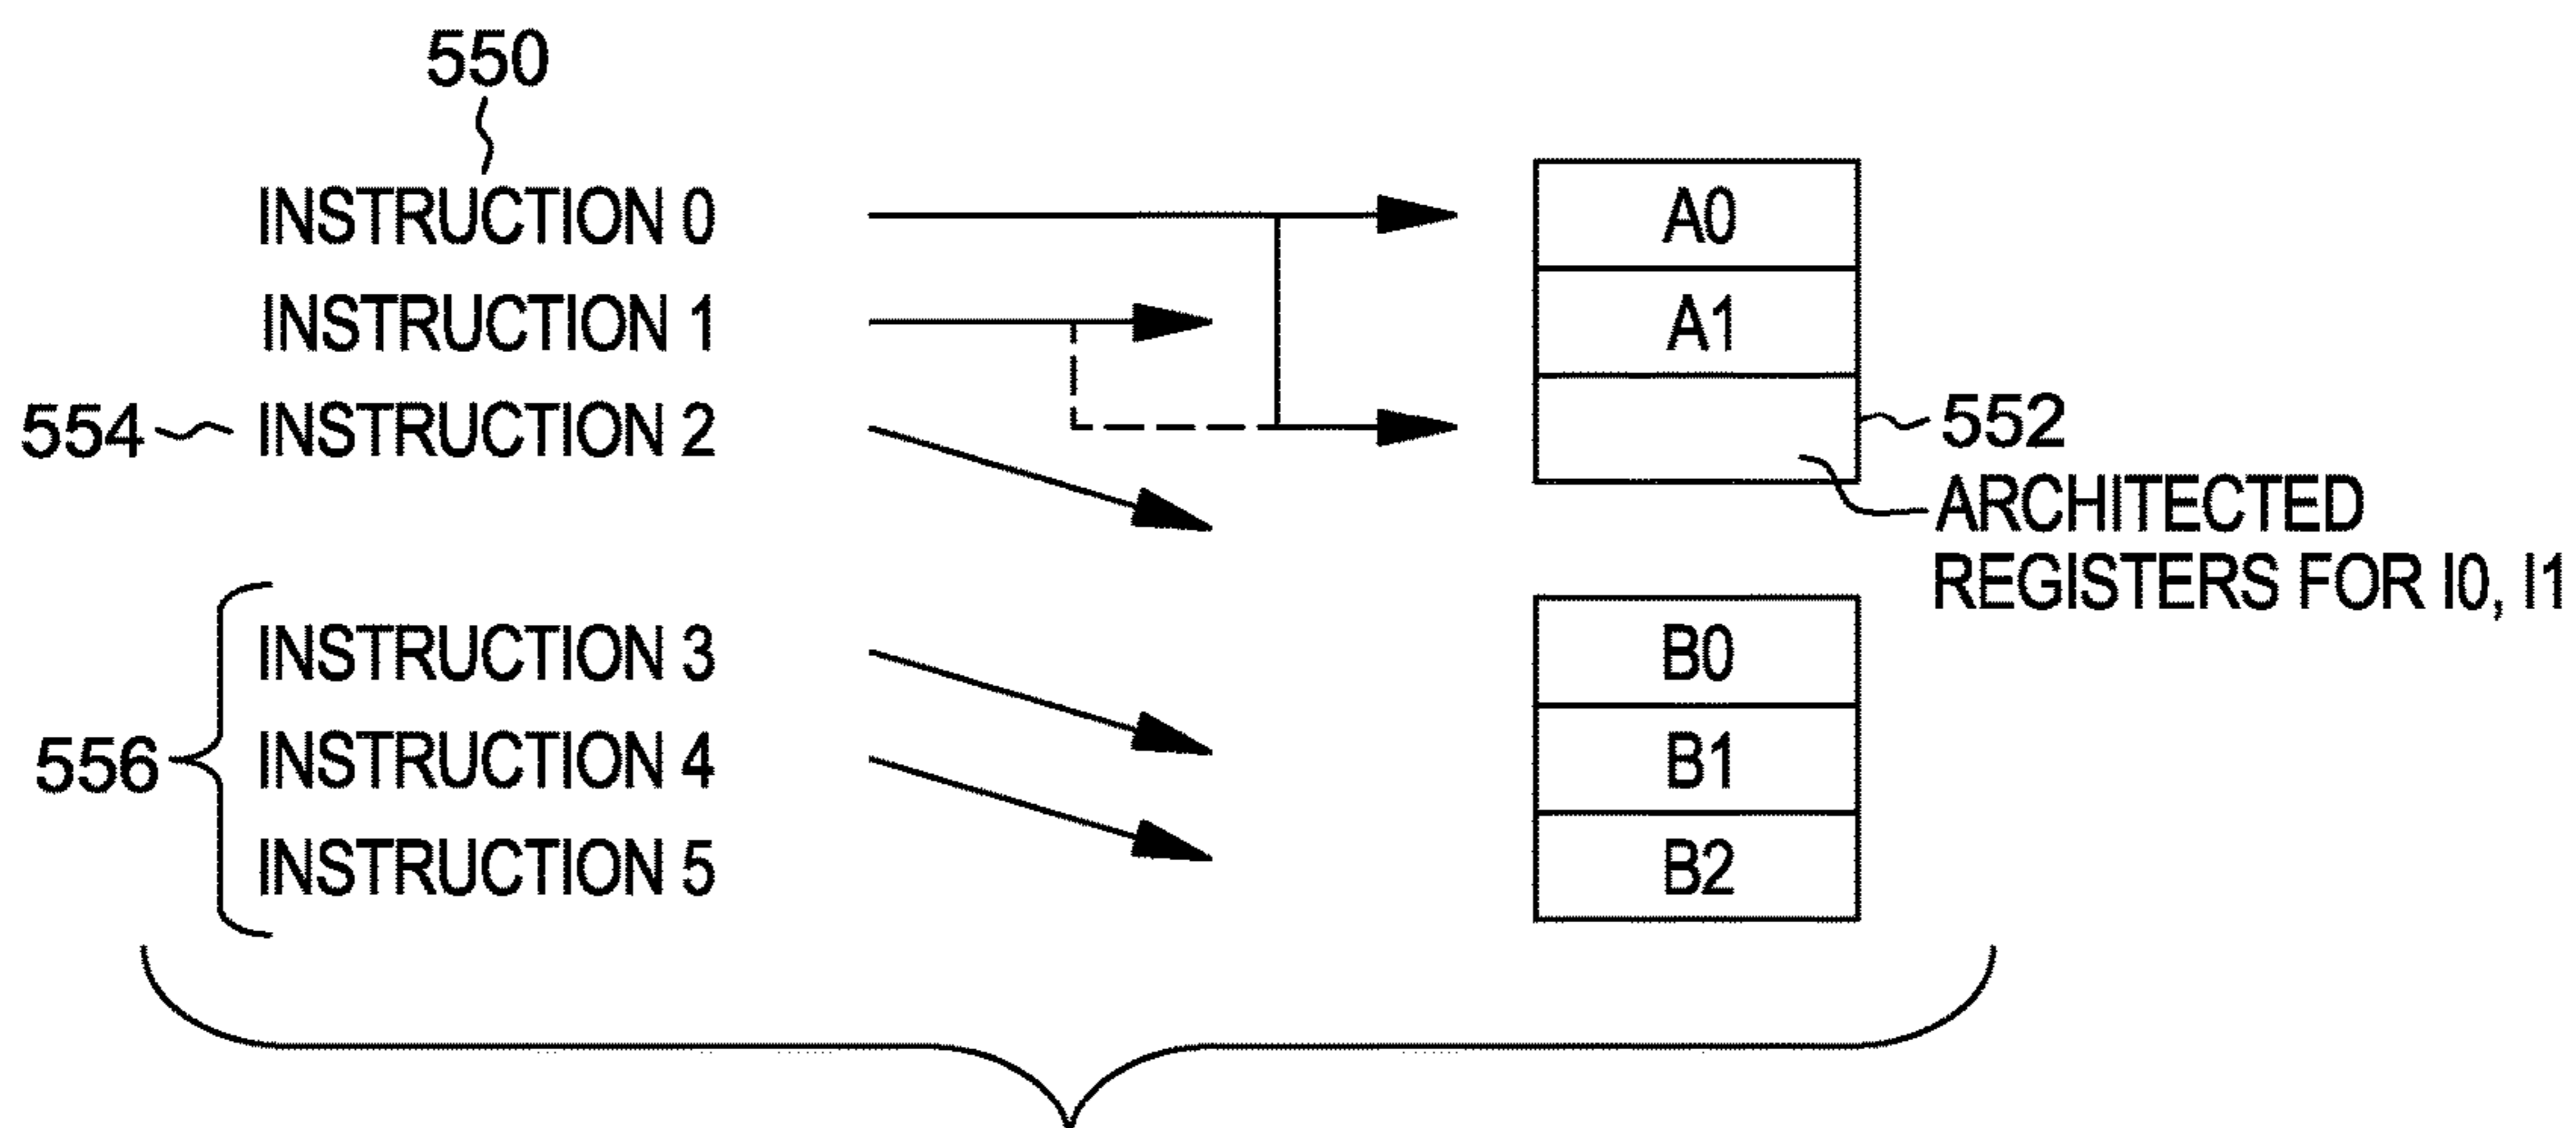 550
INSTRUCTION 0
A0
INSTRUCTION 1
A1
554
INSTRUCTION 2
552
ARCHITECTED
REGISTERS FOR I0, I1
556
INSTRUCTION 3
B0
INSTRUCTION 4
B1
INSTRUCTION 5
B2